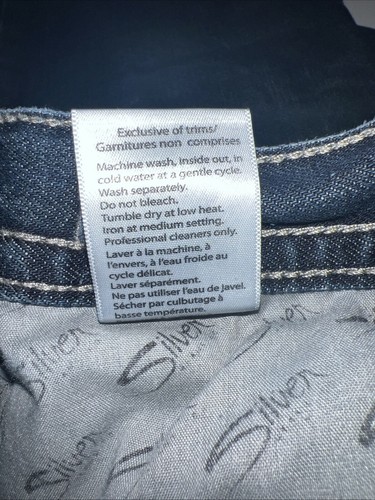 Exclusive of trims/
Garnitures non comprises
Machine wash, inside out, in
cold water at a gentle cycle.
Wash separately.
Do not bleach.
Tumble dry at low heat.
Iron at medium setting.
Professional cleaners only.
Laver à la machine, à
l'envers, à l'eau froide au
cycle délicat.
Laver séparément.
Ne pas utiliser l'eau de javel.
Sécher par culbutage à
basse température.
Silver
Silver
Silver
Silver
Silver